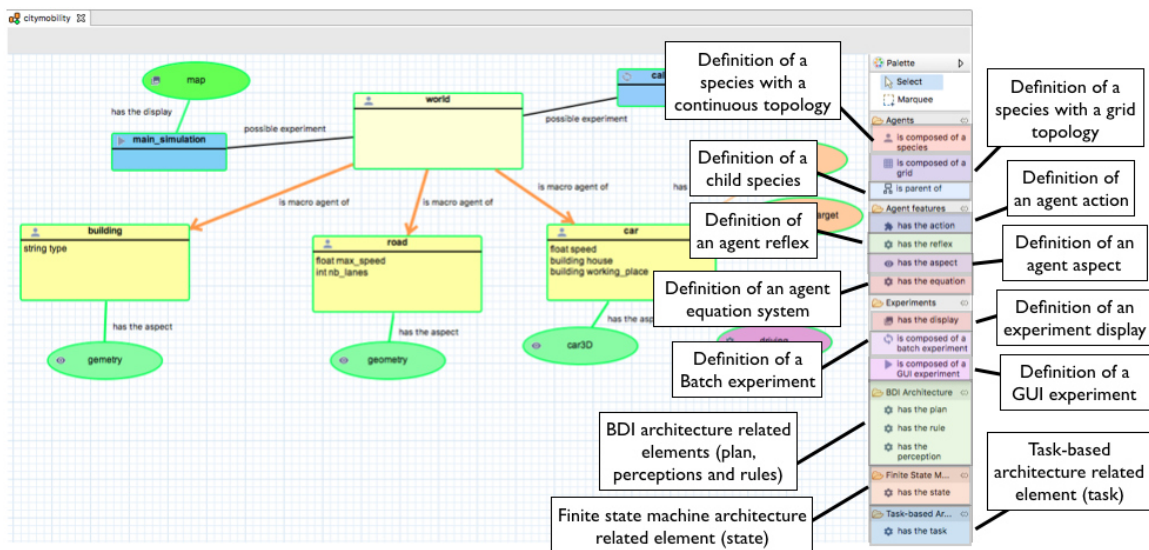 citymobility
map
has the display
main_simulation
possible experiment
world
possible experiment
is macro agent of
is macro agent of
is macro agent of
building
string type
has the aspect
gemetry
road
float max_speed
int nb_lanes
has the aspect
geometry
car
float speed
building house
building working_place
has the aspe
car3D
driving
Definition of a
species with a
continuous topology
Definition of a
child species
Definition of
an agent reflex
Definition of an agent
equation system
Definition of a
Batch experiment
BDI architecture related
elements (plan,
perceptions and rules)
Finite state machine architecture
related element (state)
Palette
Select
Marquee
Agents
is composed of a
species
is composed of a
grid
is parent of
Agent features
has the action
has the reflex
has the aspect
has the equation
Experiments
has the display
is composed of a
batch experiment
is composed of a
GUI experiment
BDI Architecture
has the plan
has the rule
has the
perception
Finite State M...
has the state
Task-based Ar...
has the task
Definition of a
species with a grid
topology
Definition of
an agent action
Definition of an
agent aspect
Definition of an
experiment display
Definition of a
GUI experiment
Task-based
architecture related
element (task)